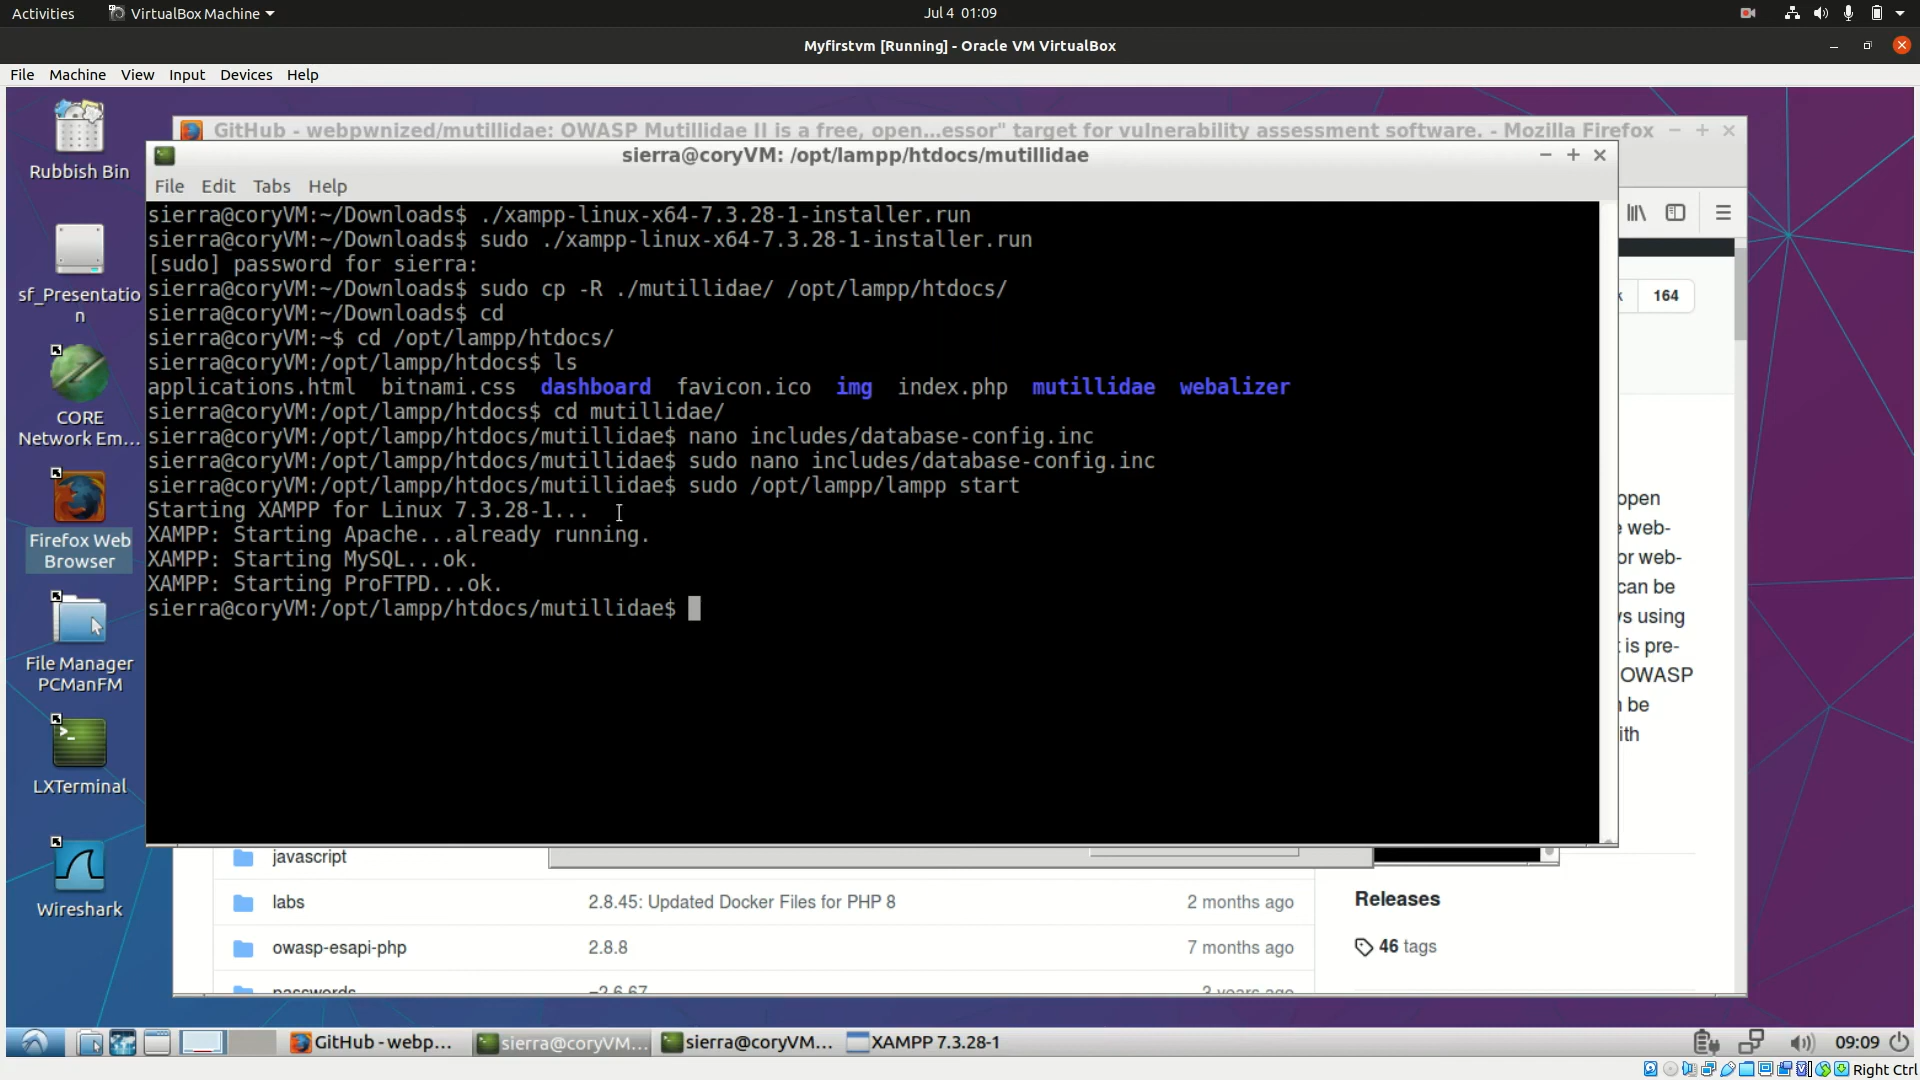 Activities
VirtualBox Machine
Jul 4 01:09
Myfirstvm [Running] - Oracle VM VirtualBox
File Machine View Input Devices Help
Rubbish Bin
sf_Presentatio
n
CORE
Network Em...
Firefox Web
Browser
File Manager
PCManFM
LXTerminal
Wireshark
GitHub - webpwnized/mutillidae: OWASP Mutillidae II is a free, open...essor" target for vulnerability assessment software. - Mozilla Firefox
sierra@coryVM: /opt/lampp/htdocs/mutillidae
File Edit Tabs Help
sierra@coryVM:~/Downloads$ ./xampp-linux-x64-7.3.28-1-installer.run
sierra@coryVM:~/Downloads$ sudo ./xampp-linux-x64-7.3.28-1-installer.run
[sudo] password for sierra:
sierra@coryVM:~/Downloads$ sudo cp -R ./mutillidae/ /opt/lampp/htdocs/
sierra@coryVM:~/Downloads$ cd
sierra@coryVM:~$ cd /opt/lampp/htdocs/
sierra@coryVM:/opt/lampp/htdocs$ ls
applications.html bitnami.css dashboard favicon.ico img index.php mutillidae webalizer
sierra@coryVM:/opt/lampp/htdocs$ cd mutillidae/
sierra@coryVM:/opt/lampp/htdocs/mutillidae$ nano includes/database-config.inc
sierra@coryVM:/opt/lampp/htdocs/mutillidae$ sudo nano includes/database-config.inc
sierra@coryVM:/opt/lampp/htdocs/mutillidae$ sudo /opt/lampp/lampp start
Starting XAMPP for Linux 7.3.28-1...
XAMPP: Starting Apache...already running.
XAMPP: Starting MySQL...ok.
XAMPP: Starting ProFTPD...ok.
sierra@coryVM:/opt/lampp/htdocs/mutillidae$
164
open
web-
or web-
can be
s using
is pre-
OWASP
be
ith
javascript
labs 2.8.45: Updated Docker Files for PHP 8 2 months ago
owasp-esapi-php 2.8.8 7 months ago
passwords 2.6.67 3 years ago
Releases
46 tags
GitHub - webp...
sierra@coryVM...
sierra@coryVM...
XAMPP 7.3.28-1
09:09
Right Ctrl